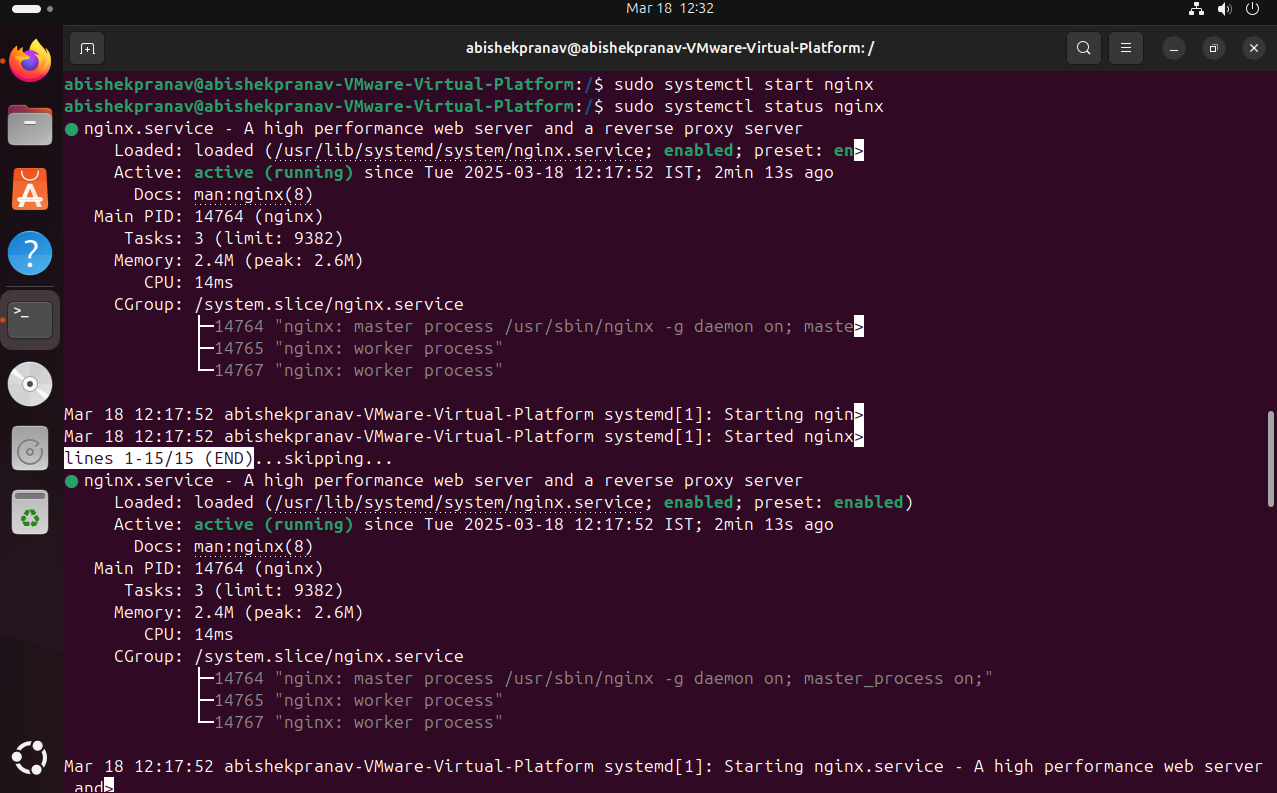 Mar 18 12:32
abishekpranav@abishekpranav-VMware-Virtual-Platform: /
abishekpranav@abishekpranav-VMware-Virtual-Platform:/$ sudo systemctl start nginx
abishekpranav@abishekpranav-VMware-Virtual-Platform:/$ sudo systemctl status nginx
● nginx.service - A high performance web server and a reverse proxy server
     Loaded: loaded (/usr/lib/systemd/system/nginx.service; enabled; preset: en>
     Active: active (running) since Tue 2025-03-18 12:17:52 IST; 2min 13s ago
       Docs: man:nginx(8)
   Main PID: 14764 (nginx)
      Tasks: 3 (limit: 9382)
     Memory: 2.4M (peak: 2.6M)
        CPU: 14ms
     CGroup: /system.slice/nginx.service
             ├─14764 "nginx: master process /usr/sbin/nginx -g daemon on; maste>
             ├─14765 "nginx: worker process"
             └─14767 "nginx: worker process"
Mar 18 12:17:52 abishekpranav-VMware-Virtual-Platform systemd[1]: Starting ngin>
Mar 18 12:17:52 abishekpranav-VMware-Virtual-Platform systemd[1]: Started nginx>
lines 1-15/15 (END)...skipping...
● nginx.service - A high performance web server and a reverse proxy server
     Loaded: loaded (/usr/lib/systemd/system/nginx.service; enabled; preset: enabled)
     Active: active (running) since Tue 2025-03-18 12:17:52 IST; 2min 13s ago
       Docs: man:nginx(8)
   Main PID: 14764 (nginx)
      Tasks: 3 (limit: 9382)
     Memory: 2.4M (peak: 2.6M)
        CPU: 14ms
     CGroup: /system.slice/nginx.service
             ├─14764 "nginx: master process /usr/sbin/nginx -g daemon on; master_process on;"
             ├─14765 "nginx: worker process"
             └─14767 "nginx: worker process"
Mar 18 12:17:52 abishekpranav-VMware-Virtual-Platform systemd[1]: Starting nginx.service - A high performance web server
 and>